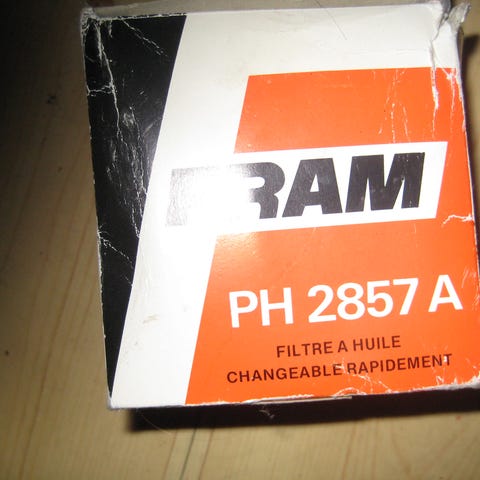 FRAM
PH 2857 A
FILTRE A HUILE
CHANGEABLE RAPIDEMENT